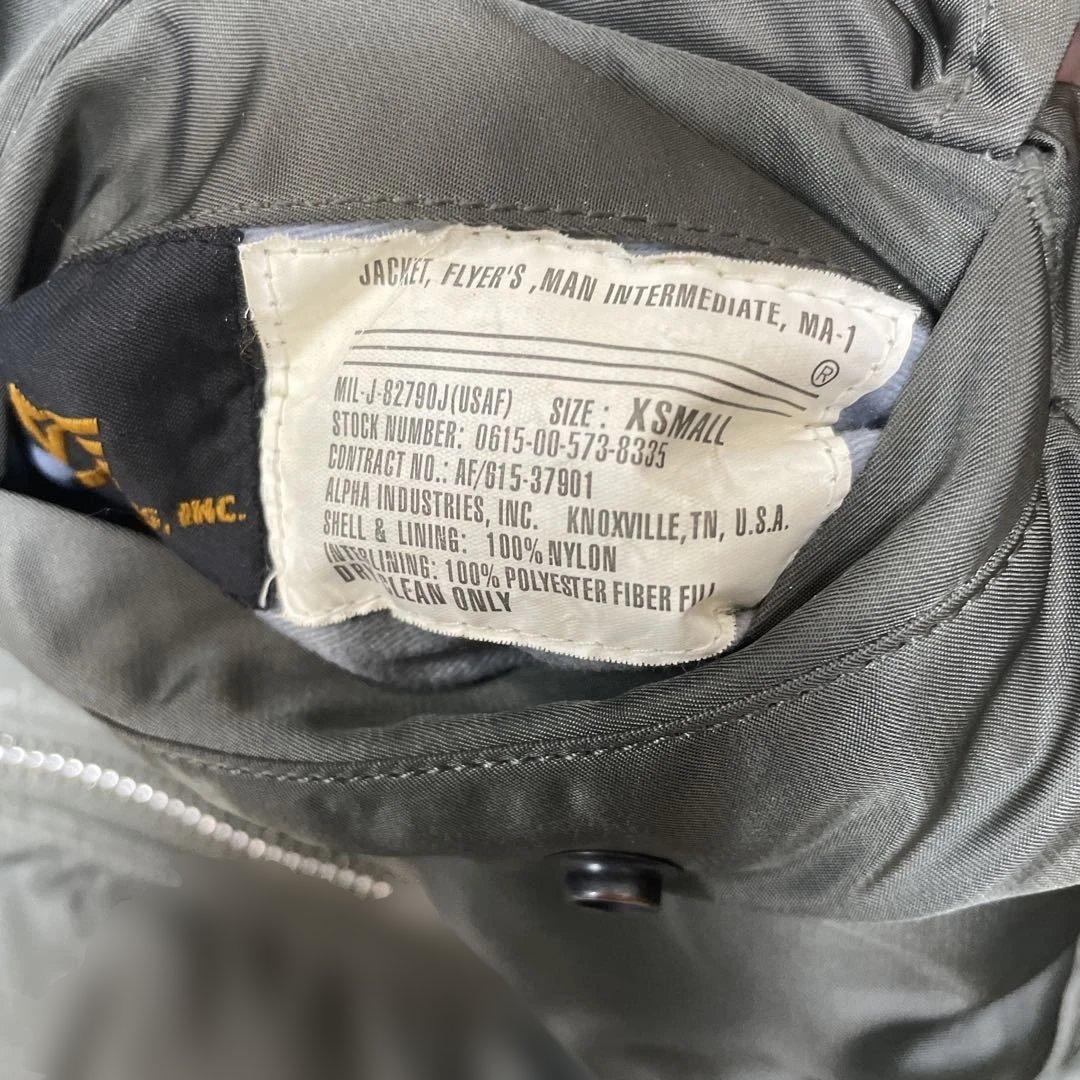 JACKET, FLYER'S ,MAN INTERMEDIATE, MA-1
®
MIL-J-82790J(USAF) SIZE : XSMALL
STOCK NUMBER: 0615-00-573-8335
CONTRACT NO.: AF/615-37901
ALPHA INDUSTRIES, INC. KNOXVILLE,TN, U.S.A.
SHELL & LINING: 100% NYLON
INTERLINING: 100% POLYESTER FIBER FILL
DRY CLEAN ONLY
, INC.